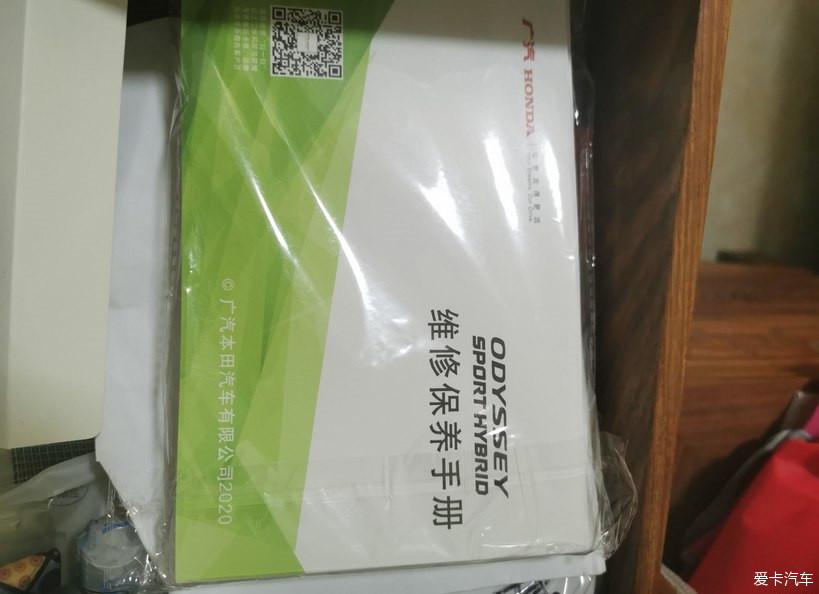 广汽 HONDA
ODYSSEY
SPORT HYBRID
维修保养手册
© 广汽本田汽车有限公司2020
爱卡汽车